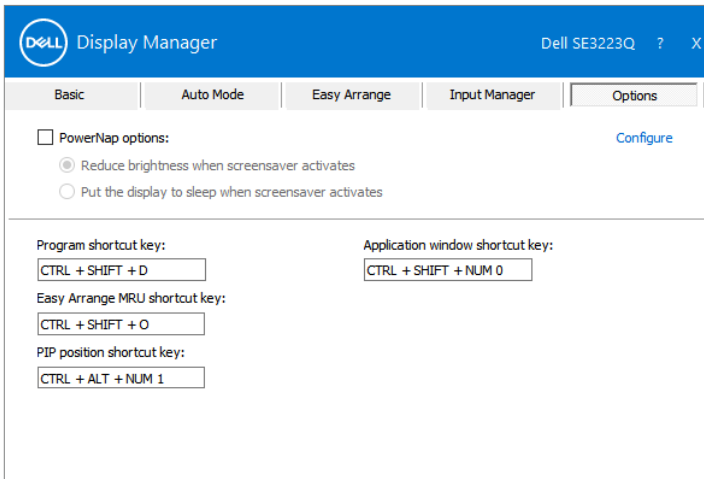 DELL Display Manager
Dell SE3223Q ? X
Basic Auto Mode Easy Arrange Input Manager Options
PowerNap options: Configure
Reduce brightness when screensaver activates
Put the display to sleep when screensaver activates
Program shortcut key: Application window shortcut key:
CTRL + SHIFT + D CTRL + SHIFT + NUM 0
Easy Arrange MRU shortcut key:
CTRL + SHIFT + O
PIP position shortcut key:
CTRL + ALT + NUM 1